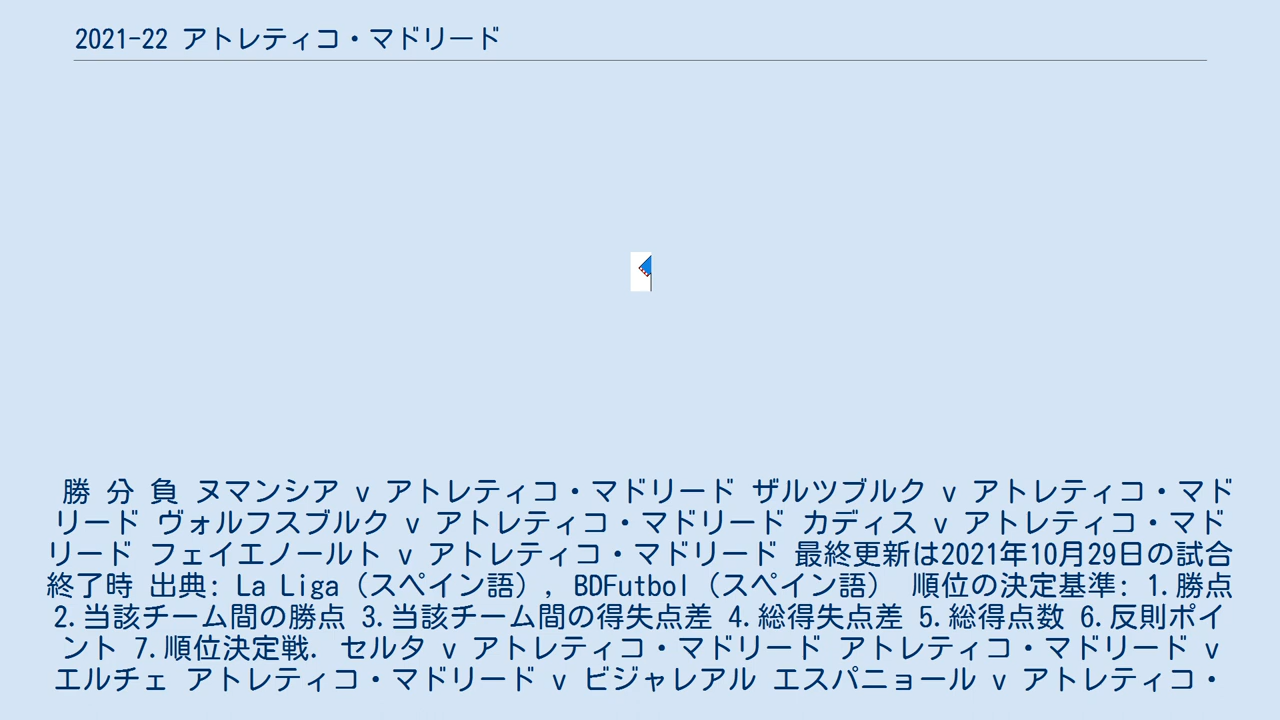 2021-22 アトレティコ・マドリード
勝 分 負 ヌマンシア v アトレティコ・マドリード ザルツブルク v アトレティコ・マド
リード ヴォルフスブルク v アトレティコ・マドリード カディス v アトレティコ・マド
リード フェイエノールト v アトレティコ・マドリード 最終更新は2021年10月29日の試合
終了時 出典: La Liga (スペイン語), BDFutbol (スペイン語) 順位の決定基準: 1.勝点
2.当該チーム間の勝点 3.当該チーム間の得失点差 4.総得失点差 5.総得点数 6.反則ポイ
ント 7.順位決定戦. セルタ v アトレティコ・マドリード アトレティコ・マドリード v
エルチェ アトレティコ・マドリード v ビジャレアル エスパニョール v アトレティコ・